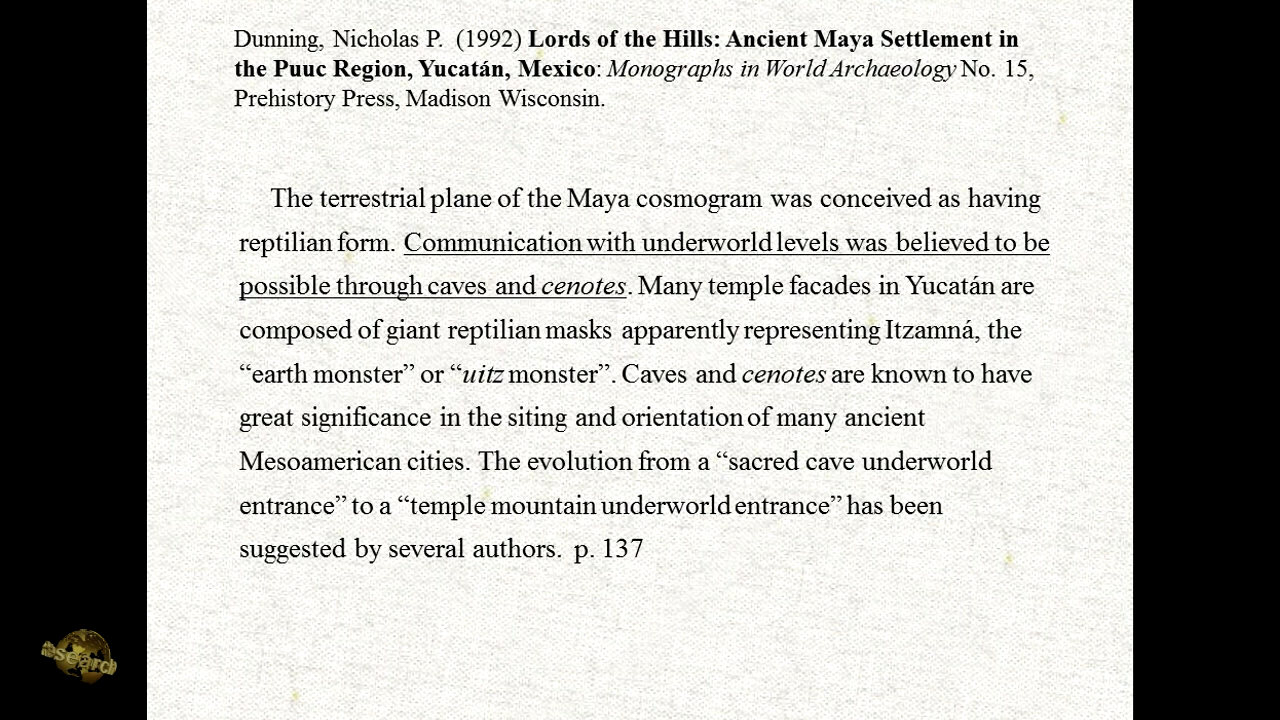 Dunning, Nicholas P. (1992) Lords of the Hills: Ancient Maya Settlement in
the Puuc Region, Yucatán, Mexico: Monographs in World Archaeology No. 15,
Prehistory Press, Madison Wisconsin.
The terrestrial plane of the Maya cosmogram was conceived as having
reptilian form. Communication with underworld levels was believed to be
possible through caves and cenotes. Many temple facades in Yucatán are
composed of giant reptilian masks apparently representing Itzamná, the
“earth monster” or “uitz monster”. Caves and cenotes are known to have
great significance in the siting and orientation of many ancient
Mesoamerican cities. The evolution from a “sacred cave underworld
entrance” to a “temple mountain underworld entrance” has been
suggested by several authors. p. 137